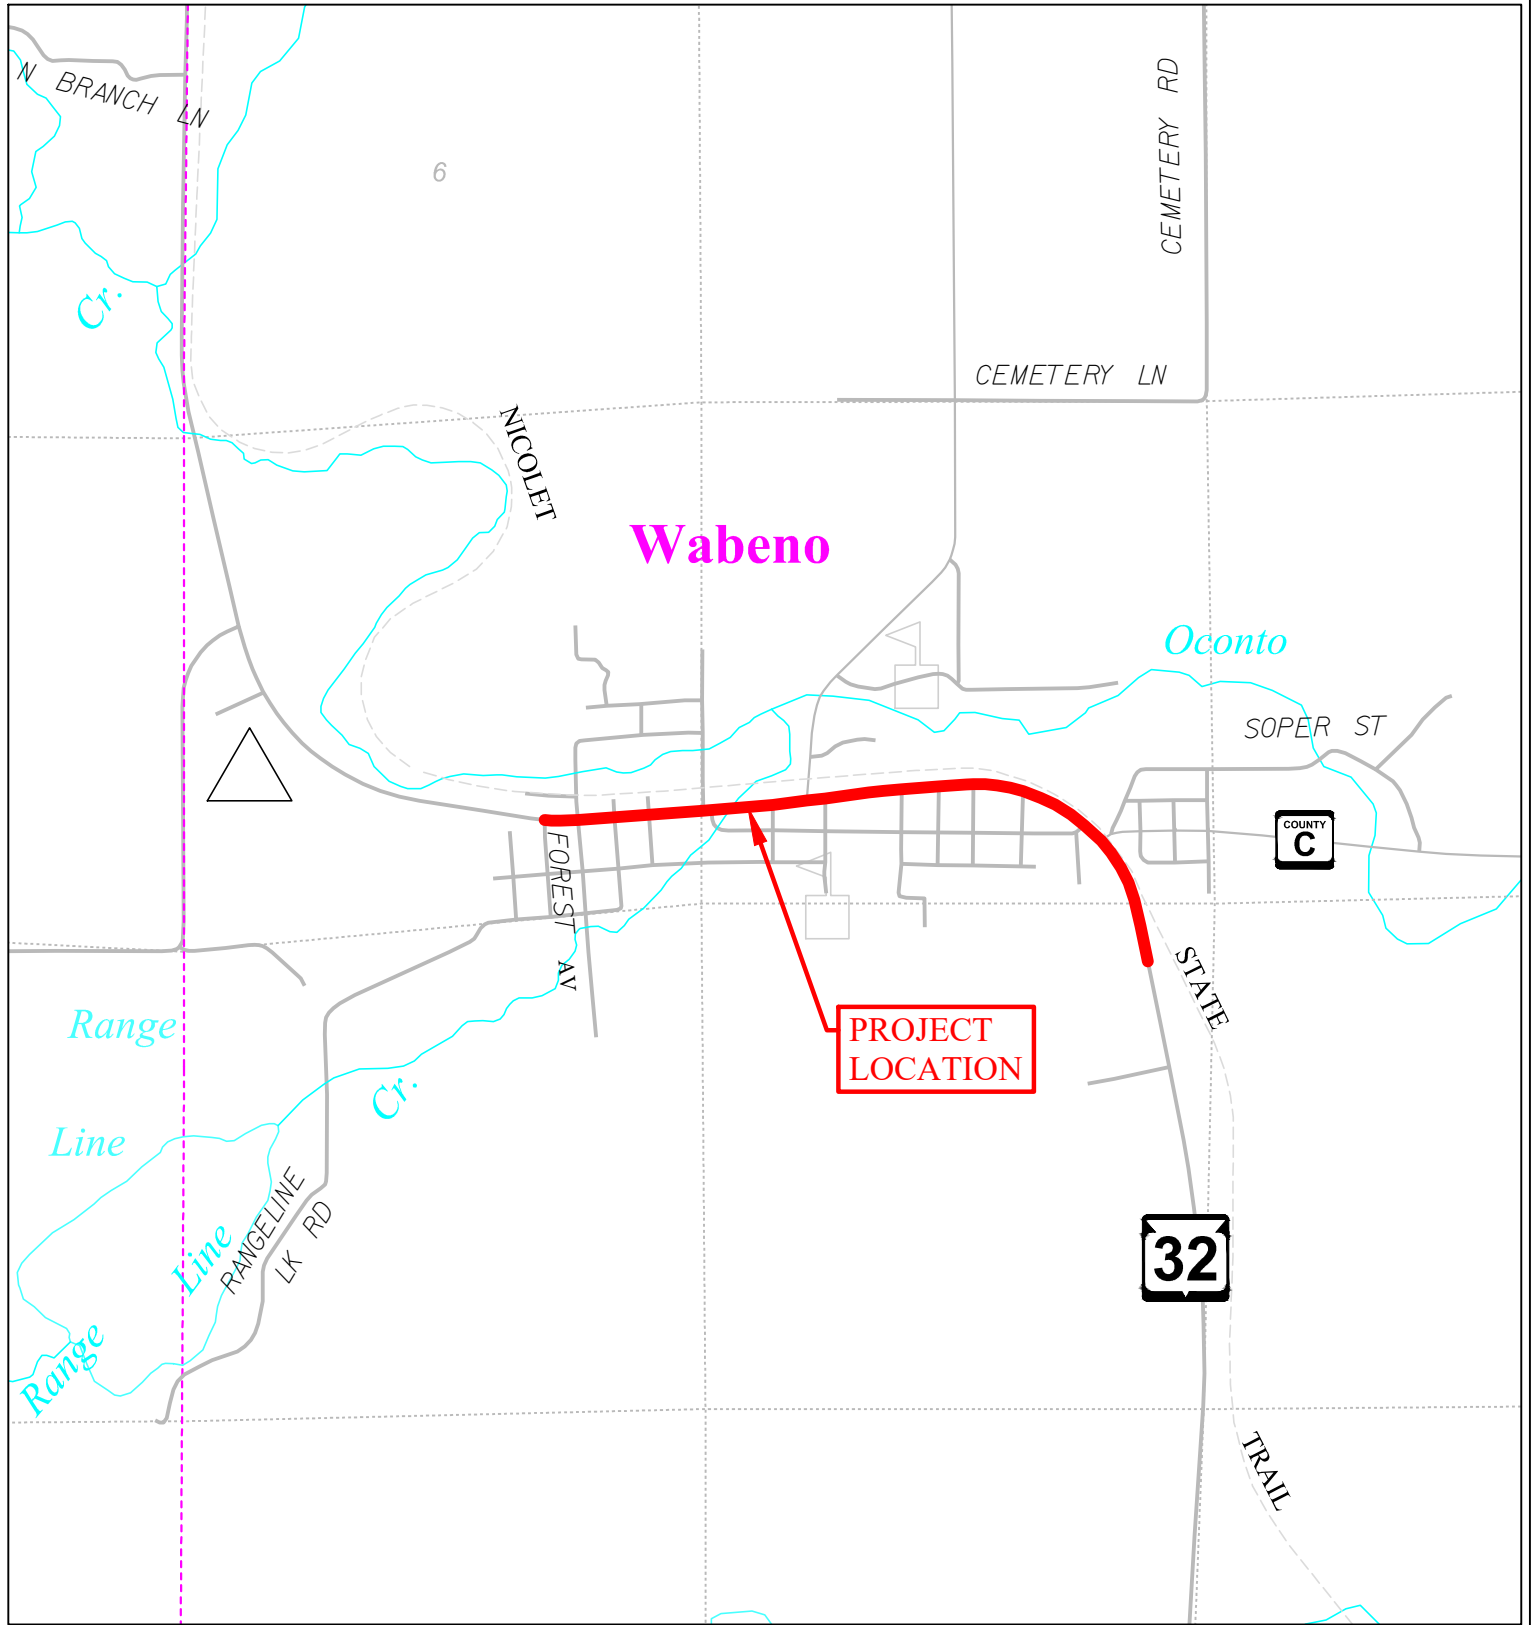 N BRANCH LN
CEMETERY RD
6
Cr.
CEMETERY LN
NICOLET
Wabeno
Oconto
SOPER ST
COUNTY
C
FOREST AV
STATE
Range
PROJECT
LOCATION
Cr.
Line
RANGELINE
LK RD
Line
32
Range
TRAIL